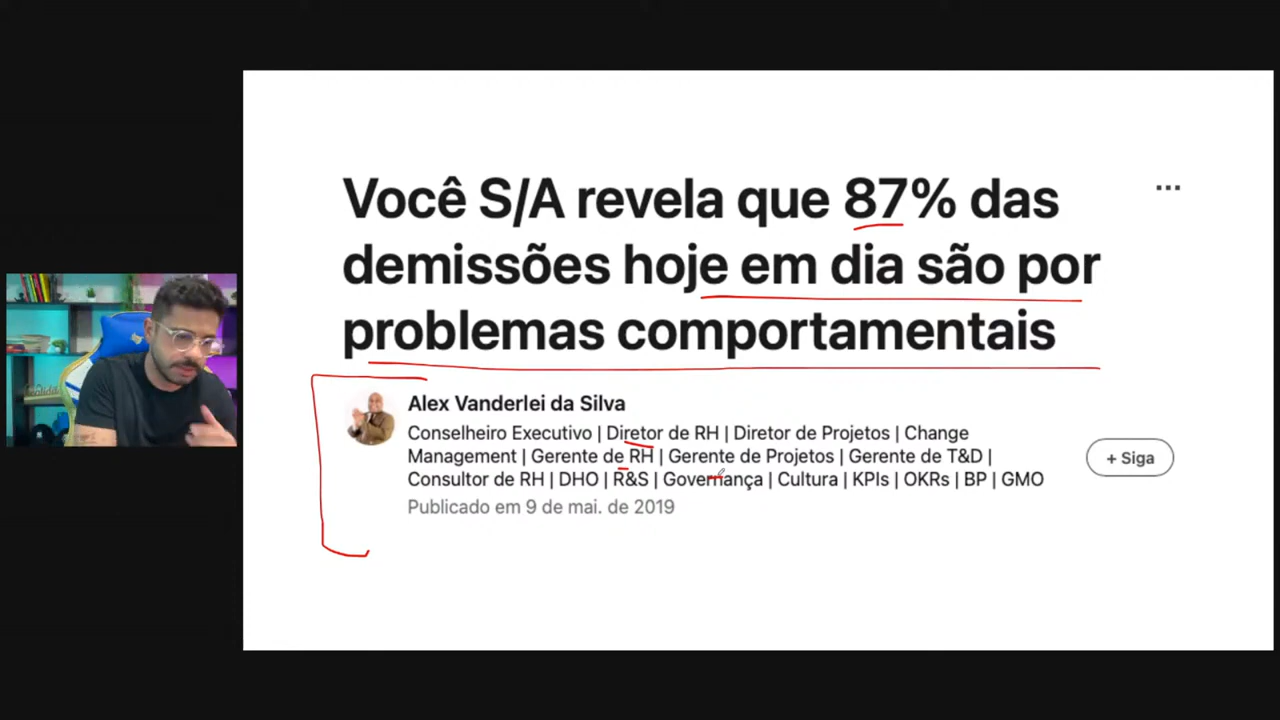 Você S/A revela que 87% das
demissões hoje em dia são por
problemas comportamentais
Alex Vanderlei da Silva
Conselheiro Executivo | Diretor de RH | Diretor de Projetos | Change
Management | Gerente de RH | Gerente de Projetos | Gerente de T&D |
Consultor de RH | DHO | R&S | Governança | Cultura | KPIs | OKRs | BP | GMO
Publicado em 9 de mai. de 2019
+ Siga